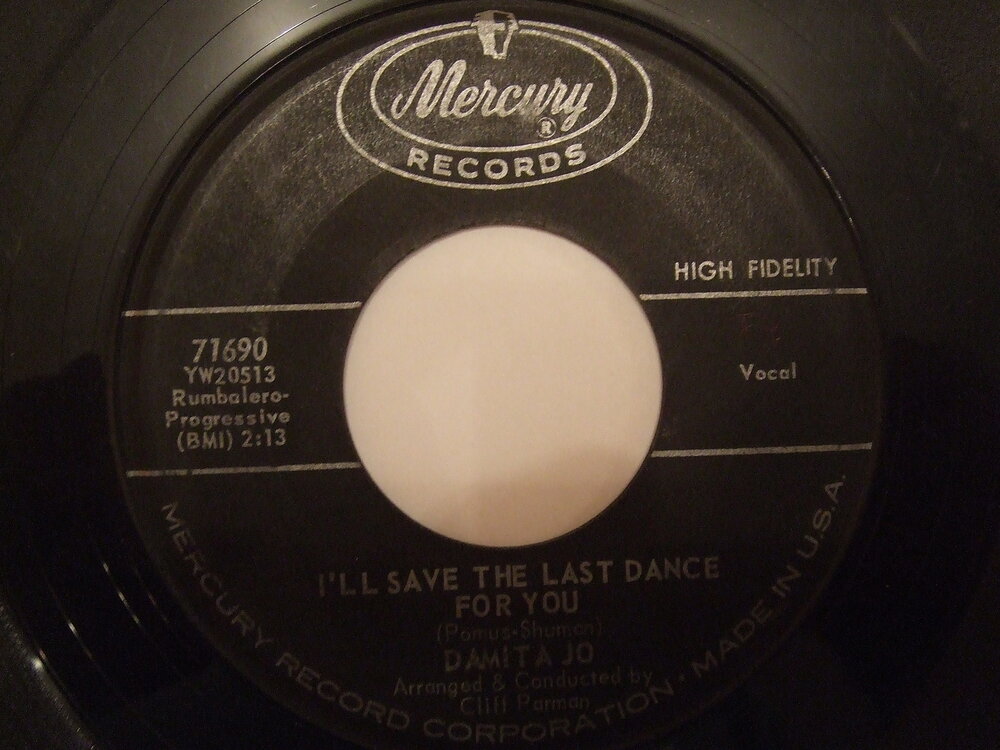 Mercury
®
RECORDS
HIGH FIDELITY
71690
YW20513
Rumbalero-
Progressive
(BMI) 2:13
Vocal
I'LL SAVE THE LAST DANCE
FOR YOU
(Pomus-Shuman)
DAMITA JO
Arranged & Conducted by
Cliff Parman
MERCURY RECORD CORPORATION • MADE IN U.S.A.